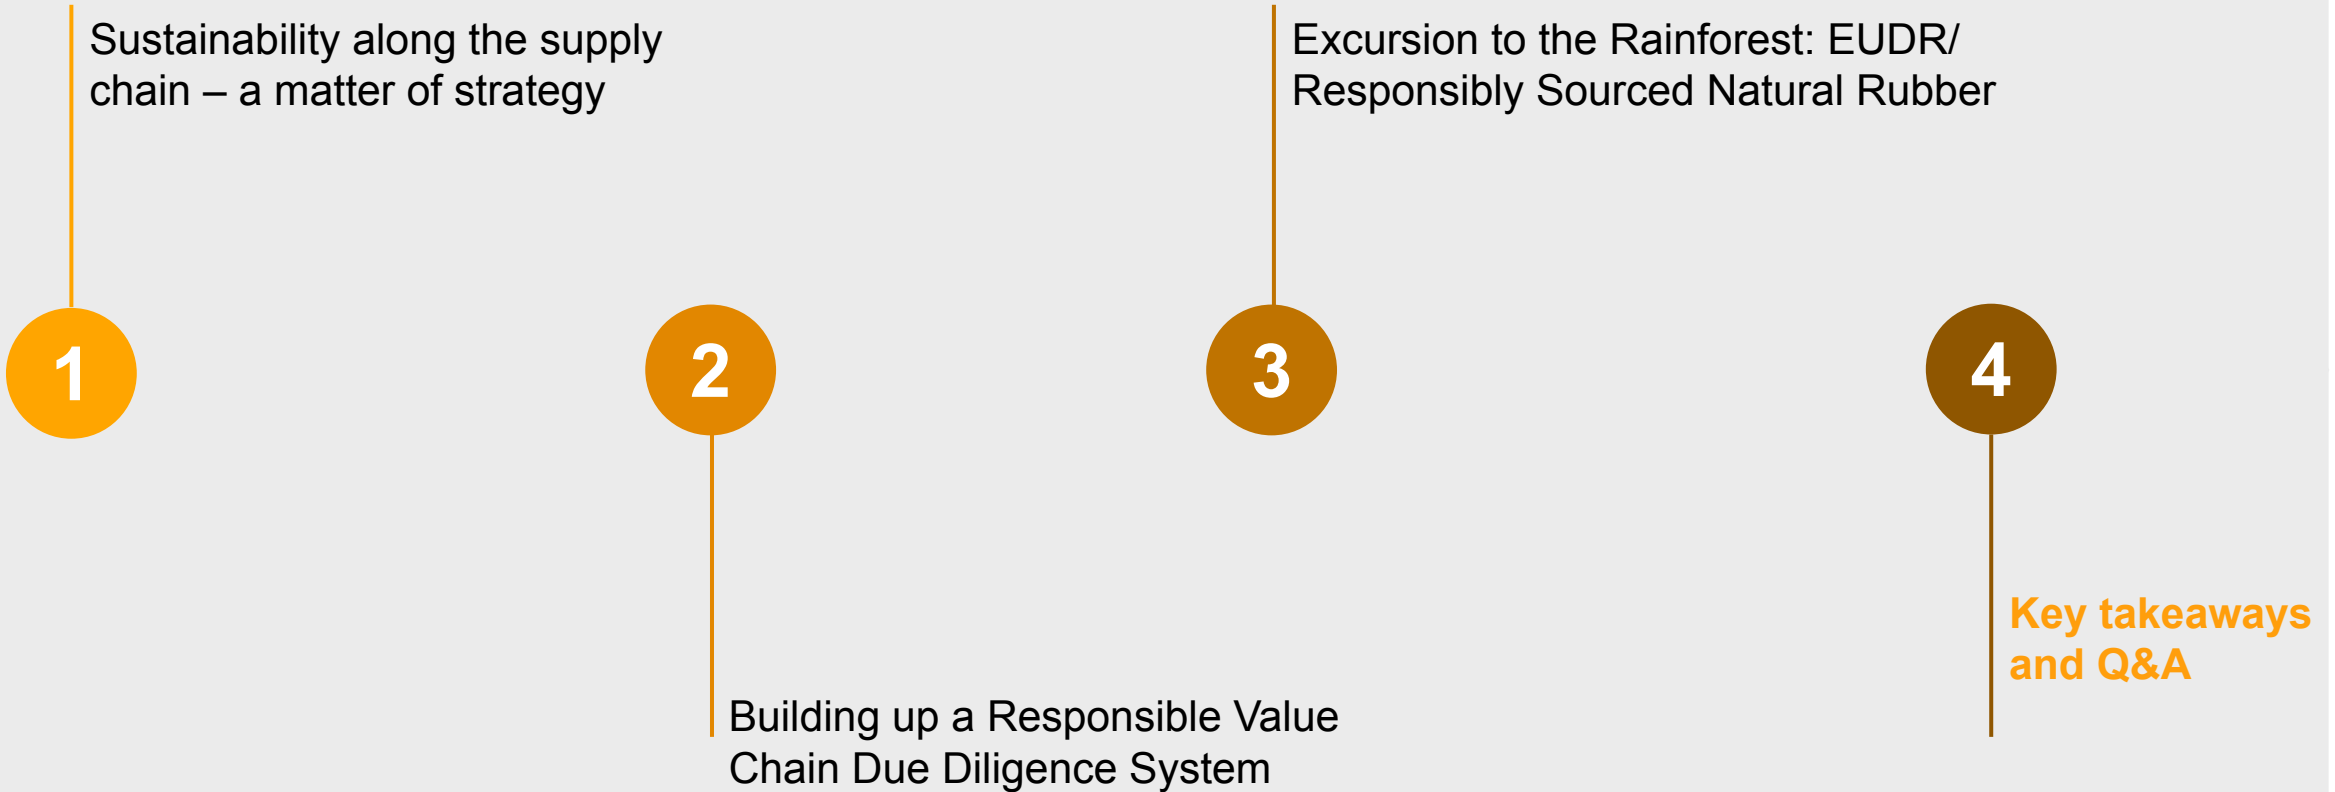 Sustainability along the supply
chain – a matter of strategy
Excursion to the Rainforest: EUDR/
Responsibly Sourced Natural Rubber
1
2
3
4
Key takeaways
and Q&A
Building up a Responsible Value
Chain Due Diligence System